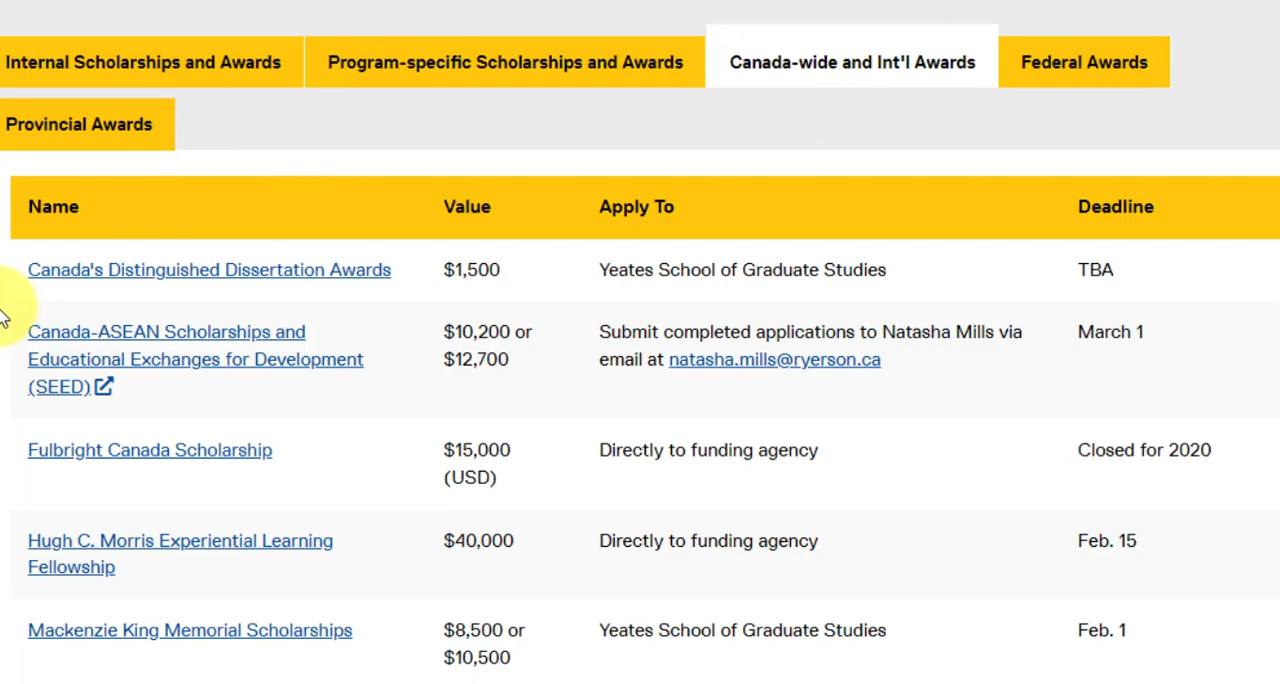 Internal Scholarships and Awards
Program-specific Scholarships and Awards
Canada-wide and Int'l Awards
Federal Awards
Provincial Awards
Name Value Apply To Deadline
Canada's Distinguished Dissertation Awards $1,500 Yeates School of Graduate Studies TBA
Canada-ASEAN Scholarships and $10,200 or Submit completed applications to Natasha Mills via March 1
Educational Exchanges for Development $12,700 email at natasha.mills@ryerson.ca
(SEED)
Fulbright Canada Scholarship $15,000 Directly to funding agency Closed for 2020
(USD)
Hugh C. Morris Experiential Learning $40,000 Directly to funding agency Feb. 15
Fellowship
Mackenzie King Memorial Scholarships $8,500 or Yeates School of Graduate Studies Feb. 1
$10,500